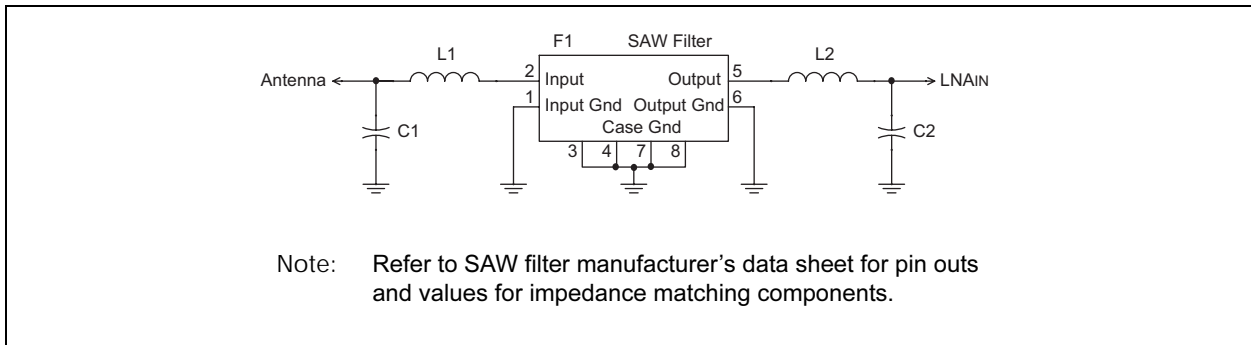 F1 SAW Filter
L1 L2
Antenna 2 Input Output 5 LNAIN
1 Input Gnd Output Gnd 6
C1 Case Gnd C2
3 4 7 8
Note: Refer to SAW filter manufacturer's data sheet for pin outs
and values for impedance matching components.